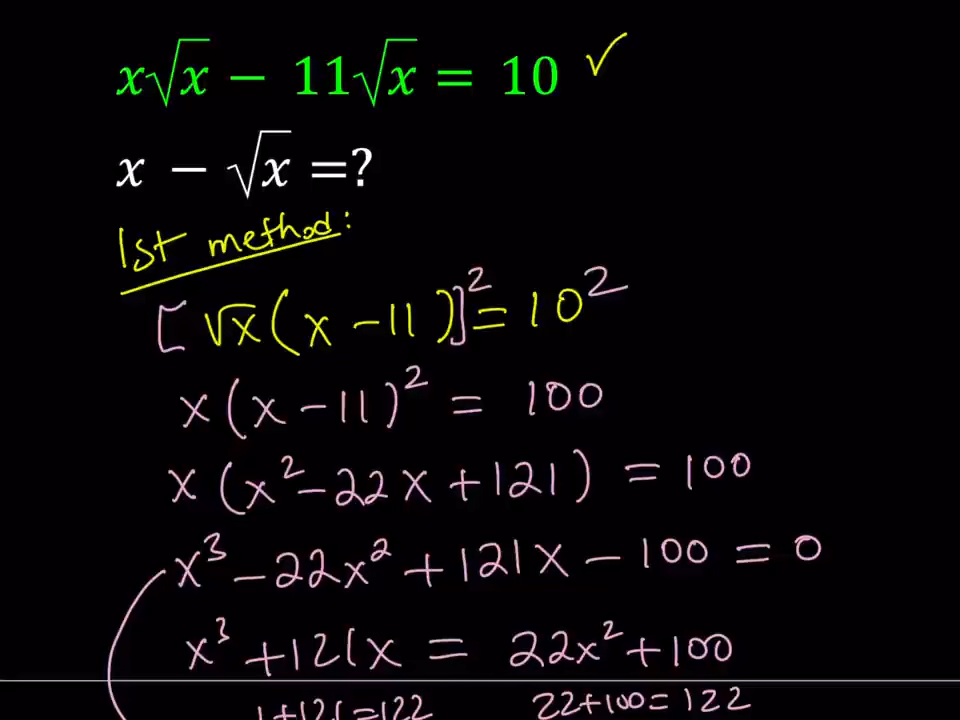 x√x − 11√x = 10 ✓
x − √x =?
1st method:
[√x(x − 11)]² = 10²
x(x − 11)² = 100
x(x² − 22x + 121) = 100
x³ − 22x² + 121x − 100 = 0
x³ + 121x = 22x² + 100
1+121=122 22+100=122